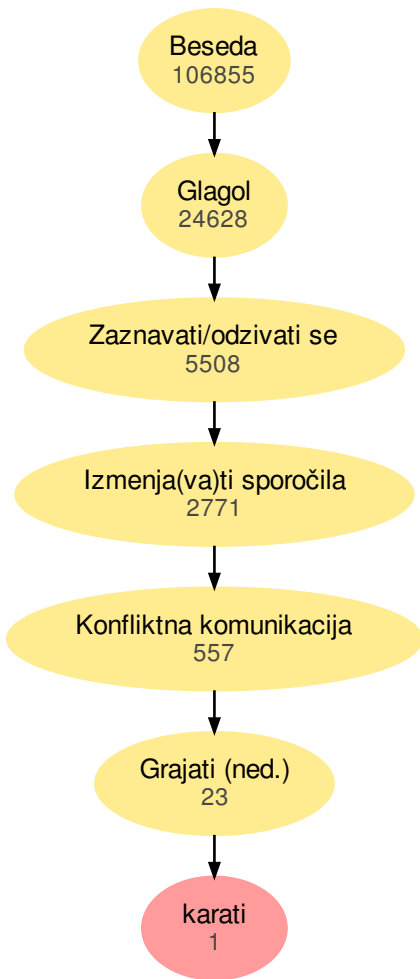 Beseda
106855
Glagol
24628
Zaznavati/odzivati se
5508
Izmenja(va)ti sporočila
2771
Konfliktna komunikacija
557
Grajati (ned.)
23
karati
1